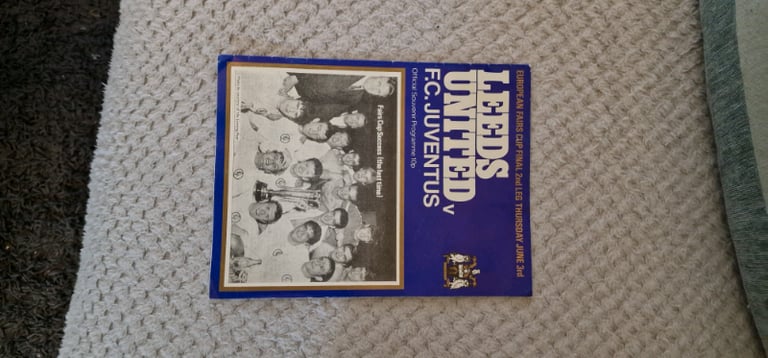 EUROPEAN FAIRS CUP FINAL 2nd LEG THURSDAY JUNE 3rd
LEEDS
UNITED v
F.C. JUVENTUS
Official Souvenir Programme 10p
Fairs Cup Success (the last time)